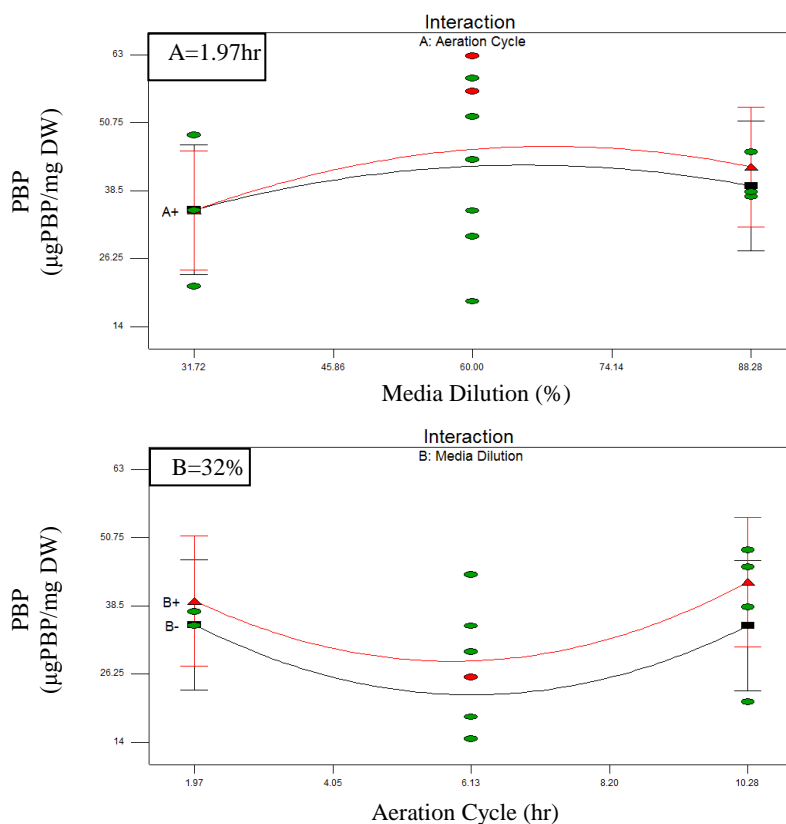 Interaction
A: Aeration Cycle
A=1.97hr
63
50.75
38.5
26.25
14
PBP
(µgPBP/mg DW)
A+
31.72
45.86
60.00
74.14
88.28
Media Dilution (%)
Interaction
B: Media Dilution
B=32%
63
50.75
38.5
26.25
14
PBP
(µgPBP/mg DW)
B+
B-
1.97
4.05
6.13
8.20
10.28
Aeration Cycle (hr)